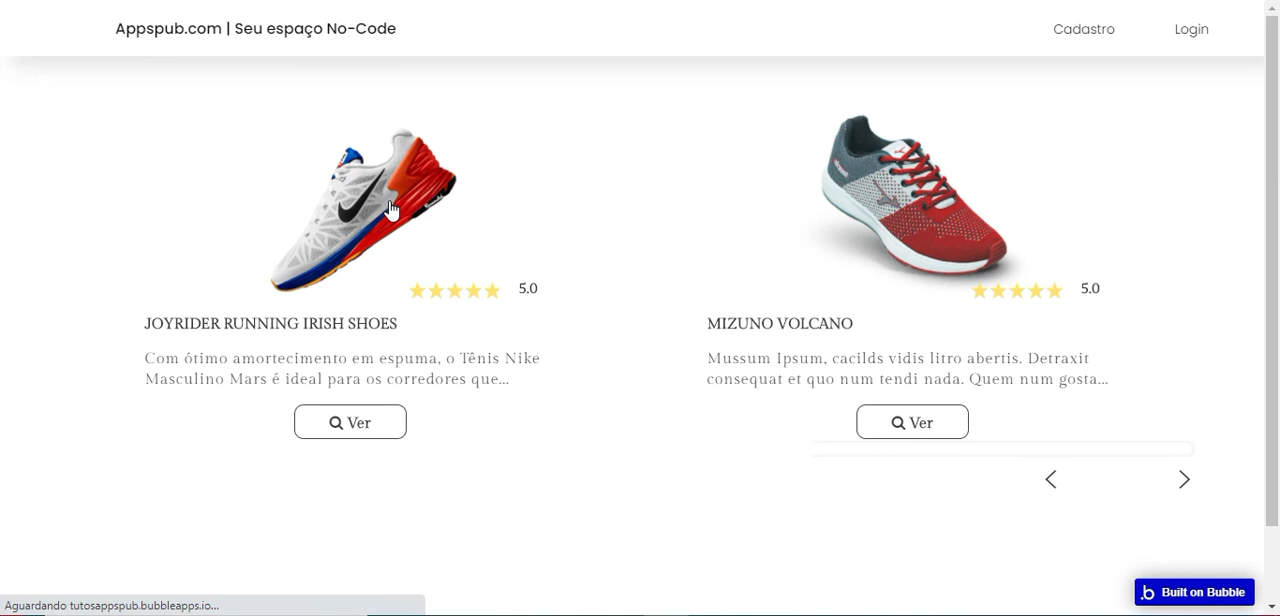 Appspub.com | Seu espaço No-Code
Cadastro
Login
5.0
5.0
JOYRIDER RUNNING IRISH SHOES
Com ótimo amortecimento em espuma, o Tênis Nike
Masculino Mars é ideal para os corredores que...
Ver
MIZUNO VOLCANO
Mussum Ipsum, cacilds vidis litro abertis. Detraxit
consequat et quo num tendi nada. Quem num gosta...
Ver
Built on Bubble
Aguardando tutosappspub.bubbleapps.io...